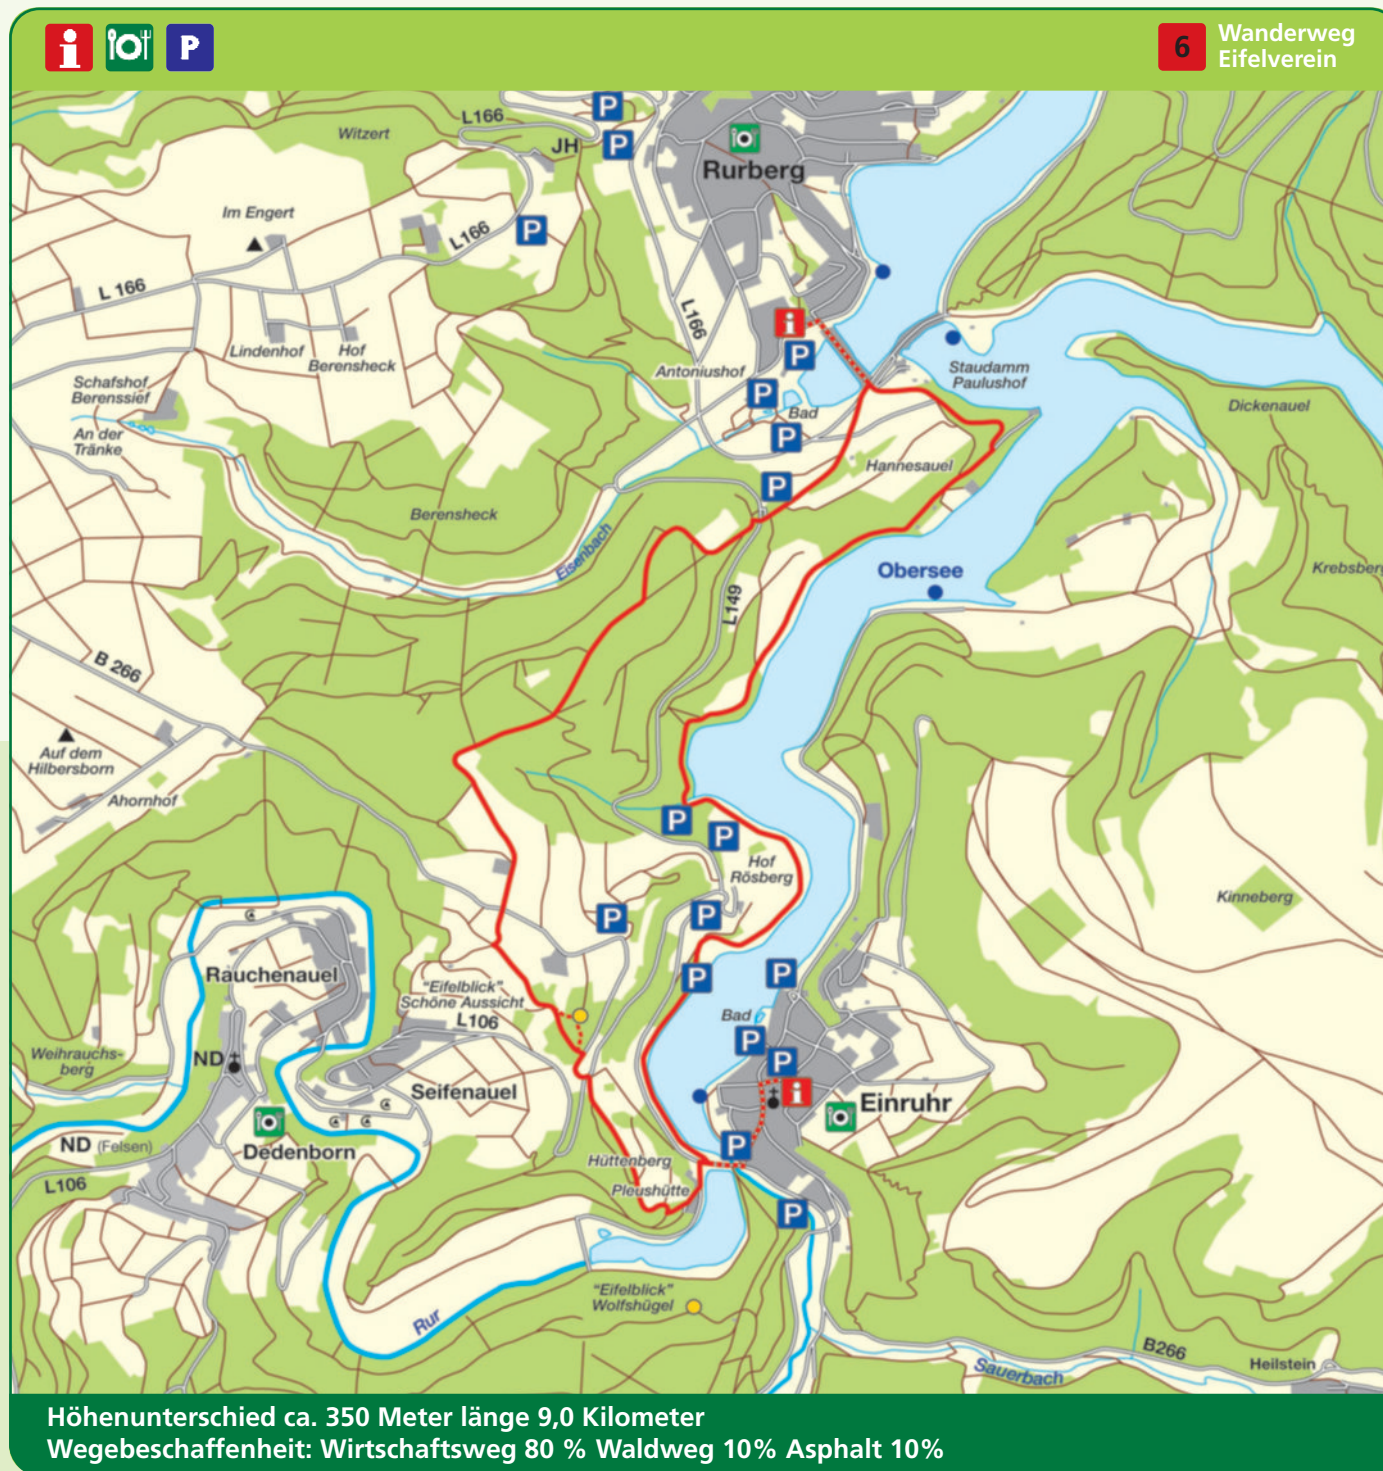 i P
6 Wanderweg
Eifelverein
L166
P
Witzert
JH
P
Rurberg
Im Engert
L166
P
L 166
L166
i
Lindenhof
Hof
Berensheck
P
Staudamm
Paulushof
Antoniushof
Schafshof
Berenssief
P
Bad
Dickenauel
An der
Tränke
P
Hannesauel
P
Berensheck
Eisenbach
Obersee
Krebsberg
L149
B 266
Auf dem
Hilbersborn
Ahornhof
P
P
Hof
Rösberg
Kinneberg
P
P
Rauchenauel
P
P
"Eifelblick"
Schöne Aussicht
L106
Bad
P
Weihrauchs-
berg
ND
P
Seifenauel
i
Einruhr
ND (Felsen)
Dedenborn
P
Hüttenberg
L106
Pleushütte
P
"Eifelblick"
Wolfshügel
Rur
B266
Sauerbach
Heilstein
Höhenunterschied ca. 350 Meter länge 9,0 Kilometer
Wegebeschaffenheit: Wirtschaftsweg 80 % Waldweg 10% Asphalt 10%